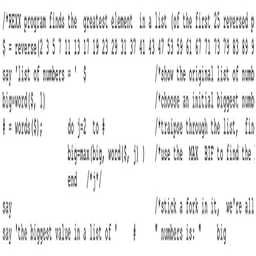 /*REXX program finds the greatest element in a list (of the first 25 reversed p
$ = reverse(2 3 5 7 11 13 17 19 23 29 31 37 41 43 47 53 59 61 67 71 73 79 83 89 9
say 'list of numbers = ' $ /*show the original list of numb
big=word($, 1) /*choose an initial biggest numb
# = words($); do j=2 to # /*traipse through the list, fin
big=max(big, word($, j) ) /*use the MAX BIF to find the
end /*j*/
say /*stick a fork in it, we're all
say 'the biggest value in a list of ' # " numbers is: " big